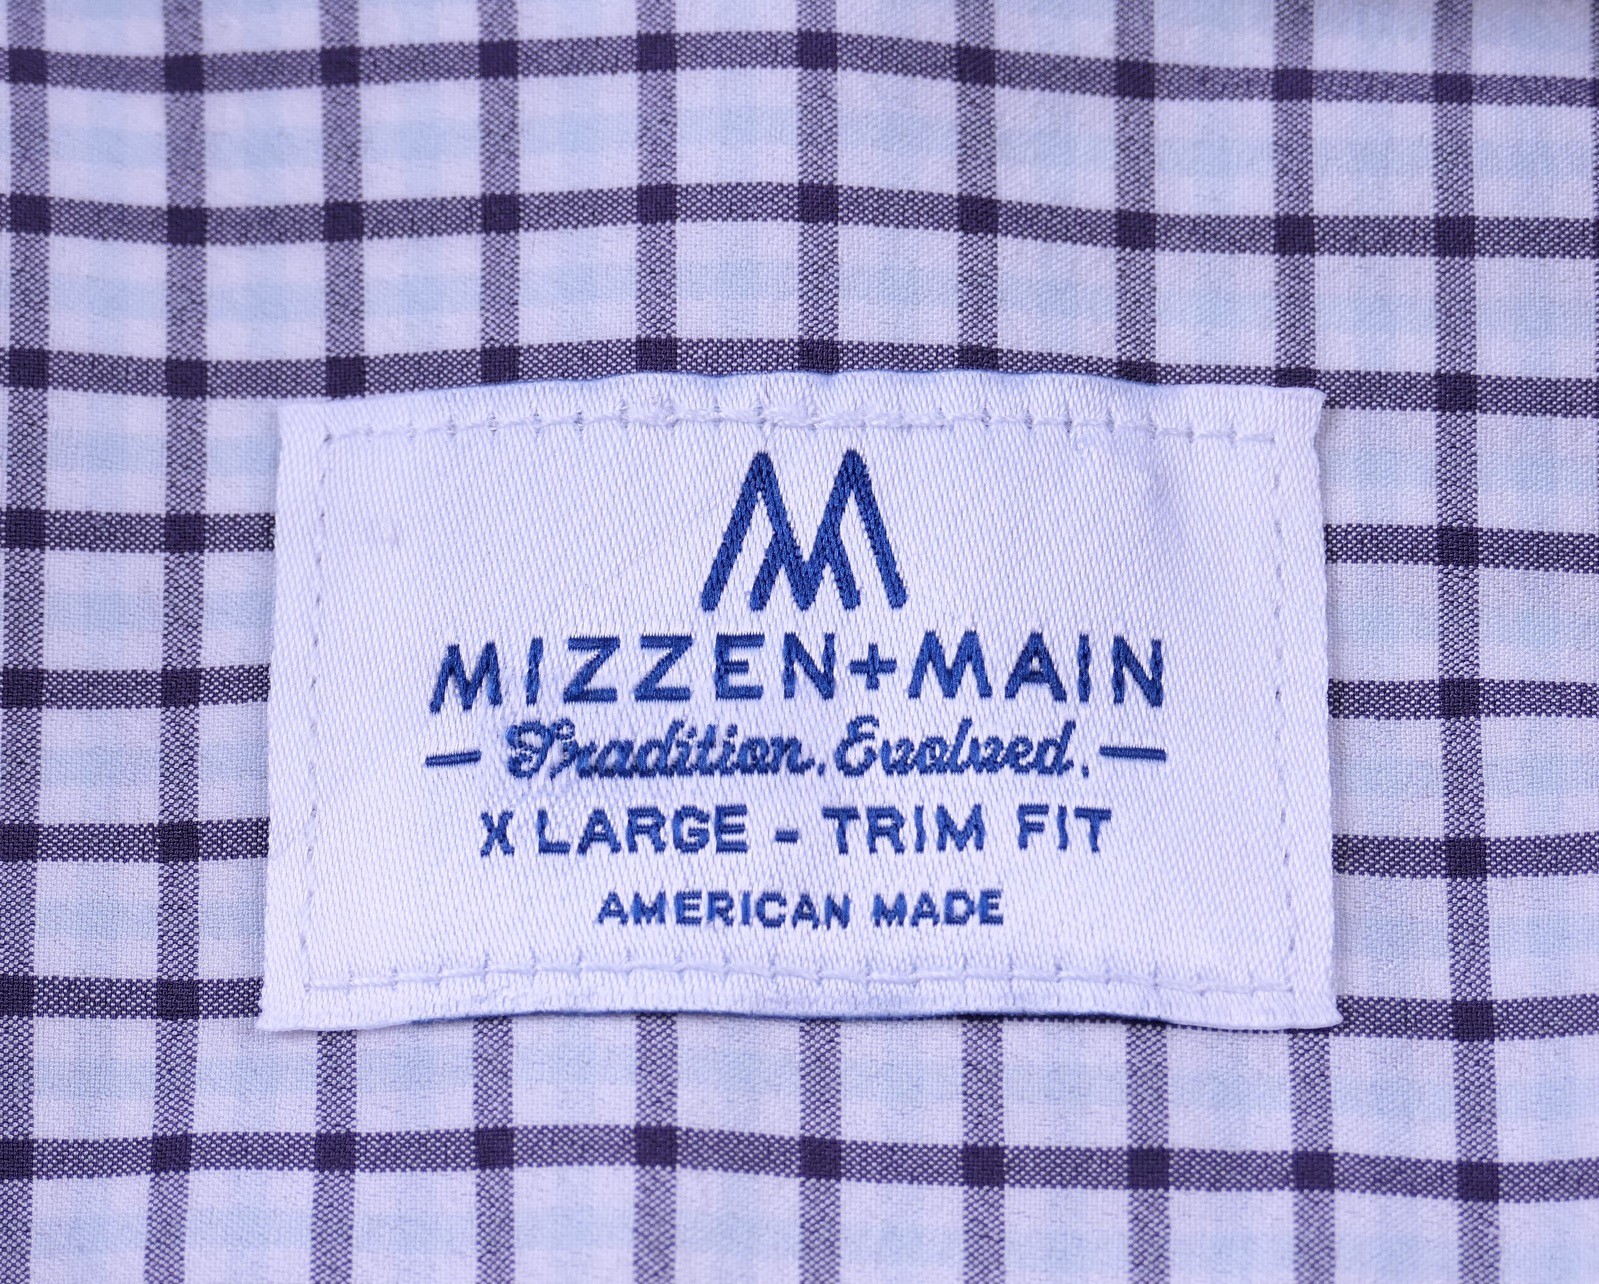 MIZZEN+MAIN
— Tradition. Evolved. —
X LARGE - TRIM FIT
AMERICAN MADE